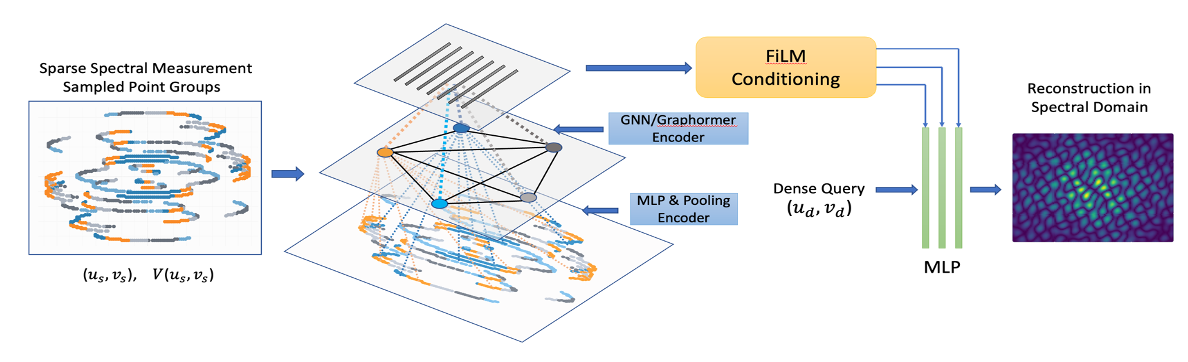 Sparse Spectral Measurement
Sampled Point Groups
(u_s, v_s),   V(u_s, v_s)
GNN/Graphormer
Encoder
MLP & Pooling
Encoder
FiLM
Conditioning
Dense Query
(u_d, v_d)
MLP
Reconstruction in
Spectral Domain